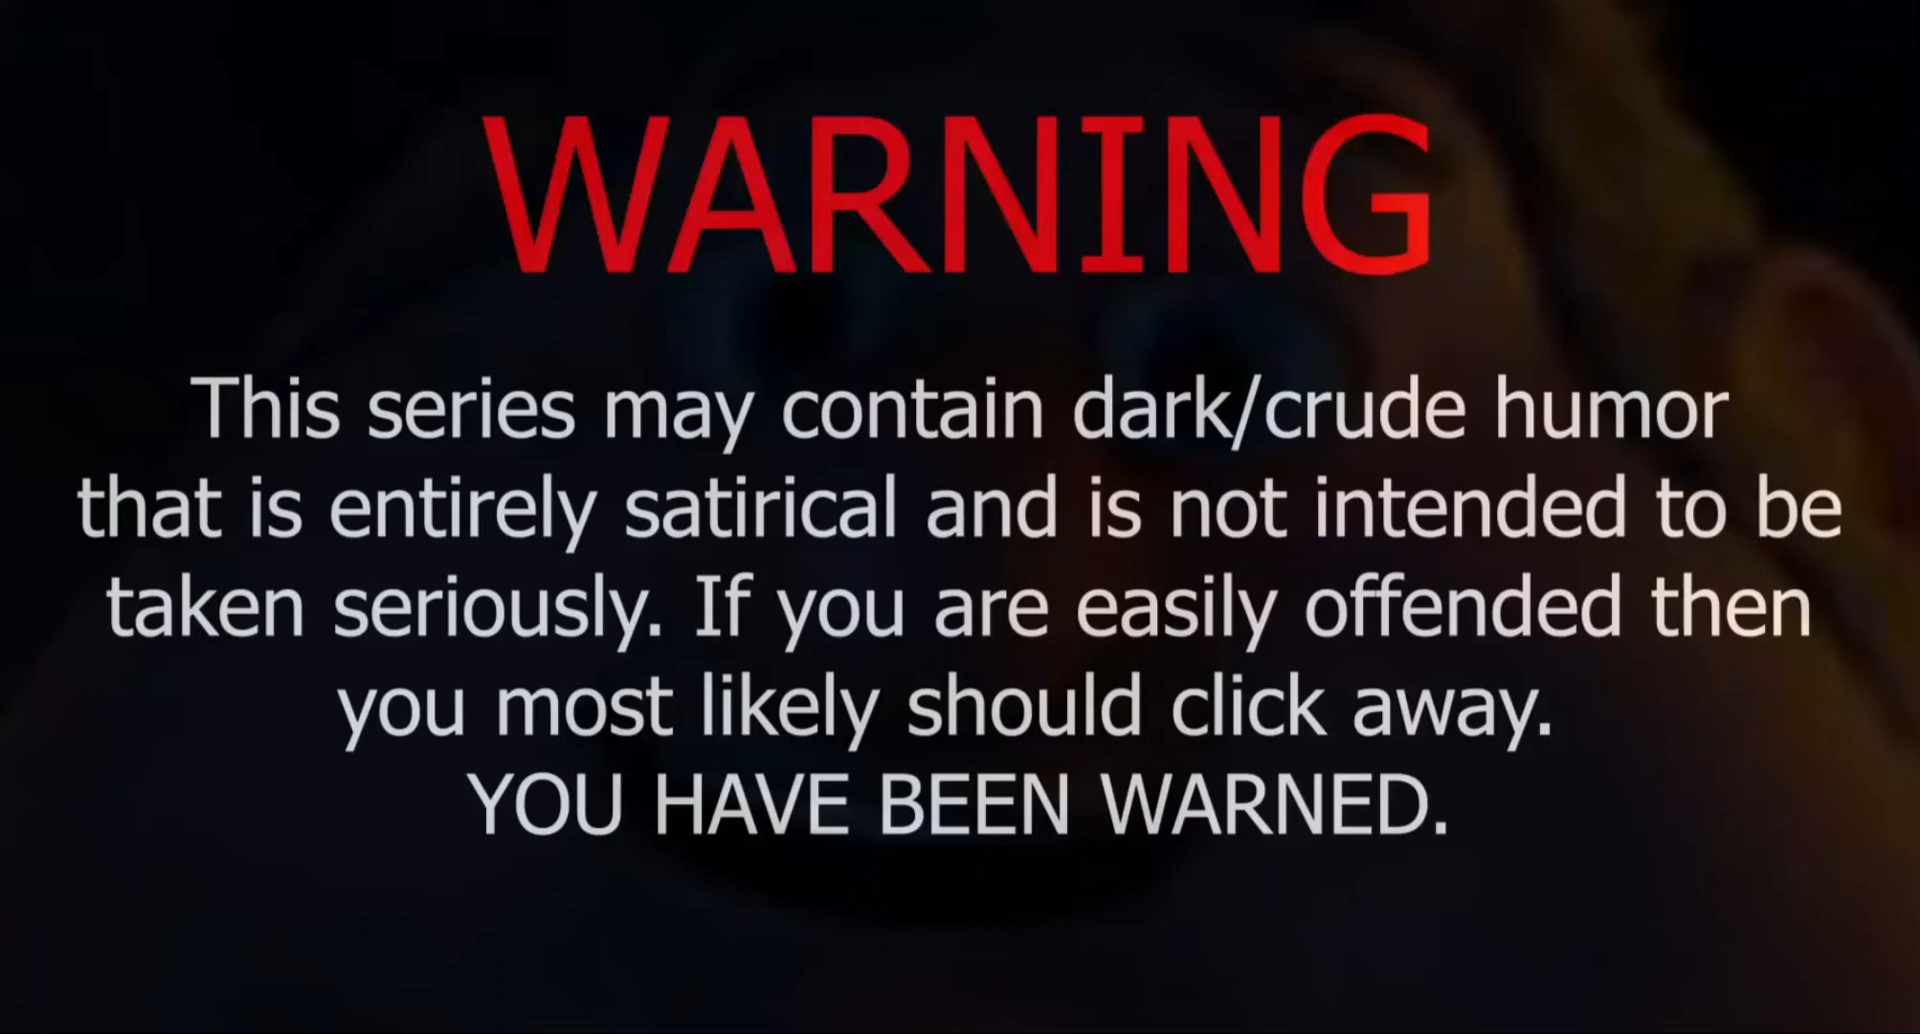 WARNING
This series may contain dark/crude humor
that is entirely satirical and is not intended to be
taken seriously. If you are easily offended then
you most likely should click away.
YOU HAVE BEEN WARNED.